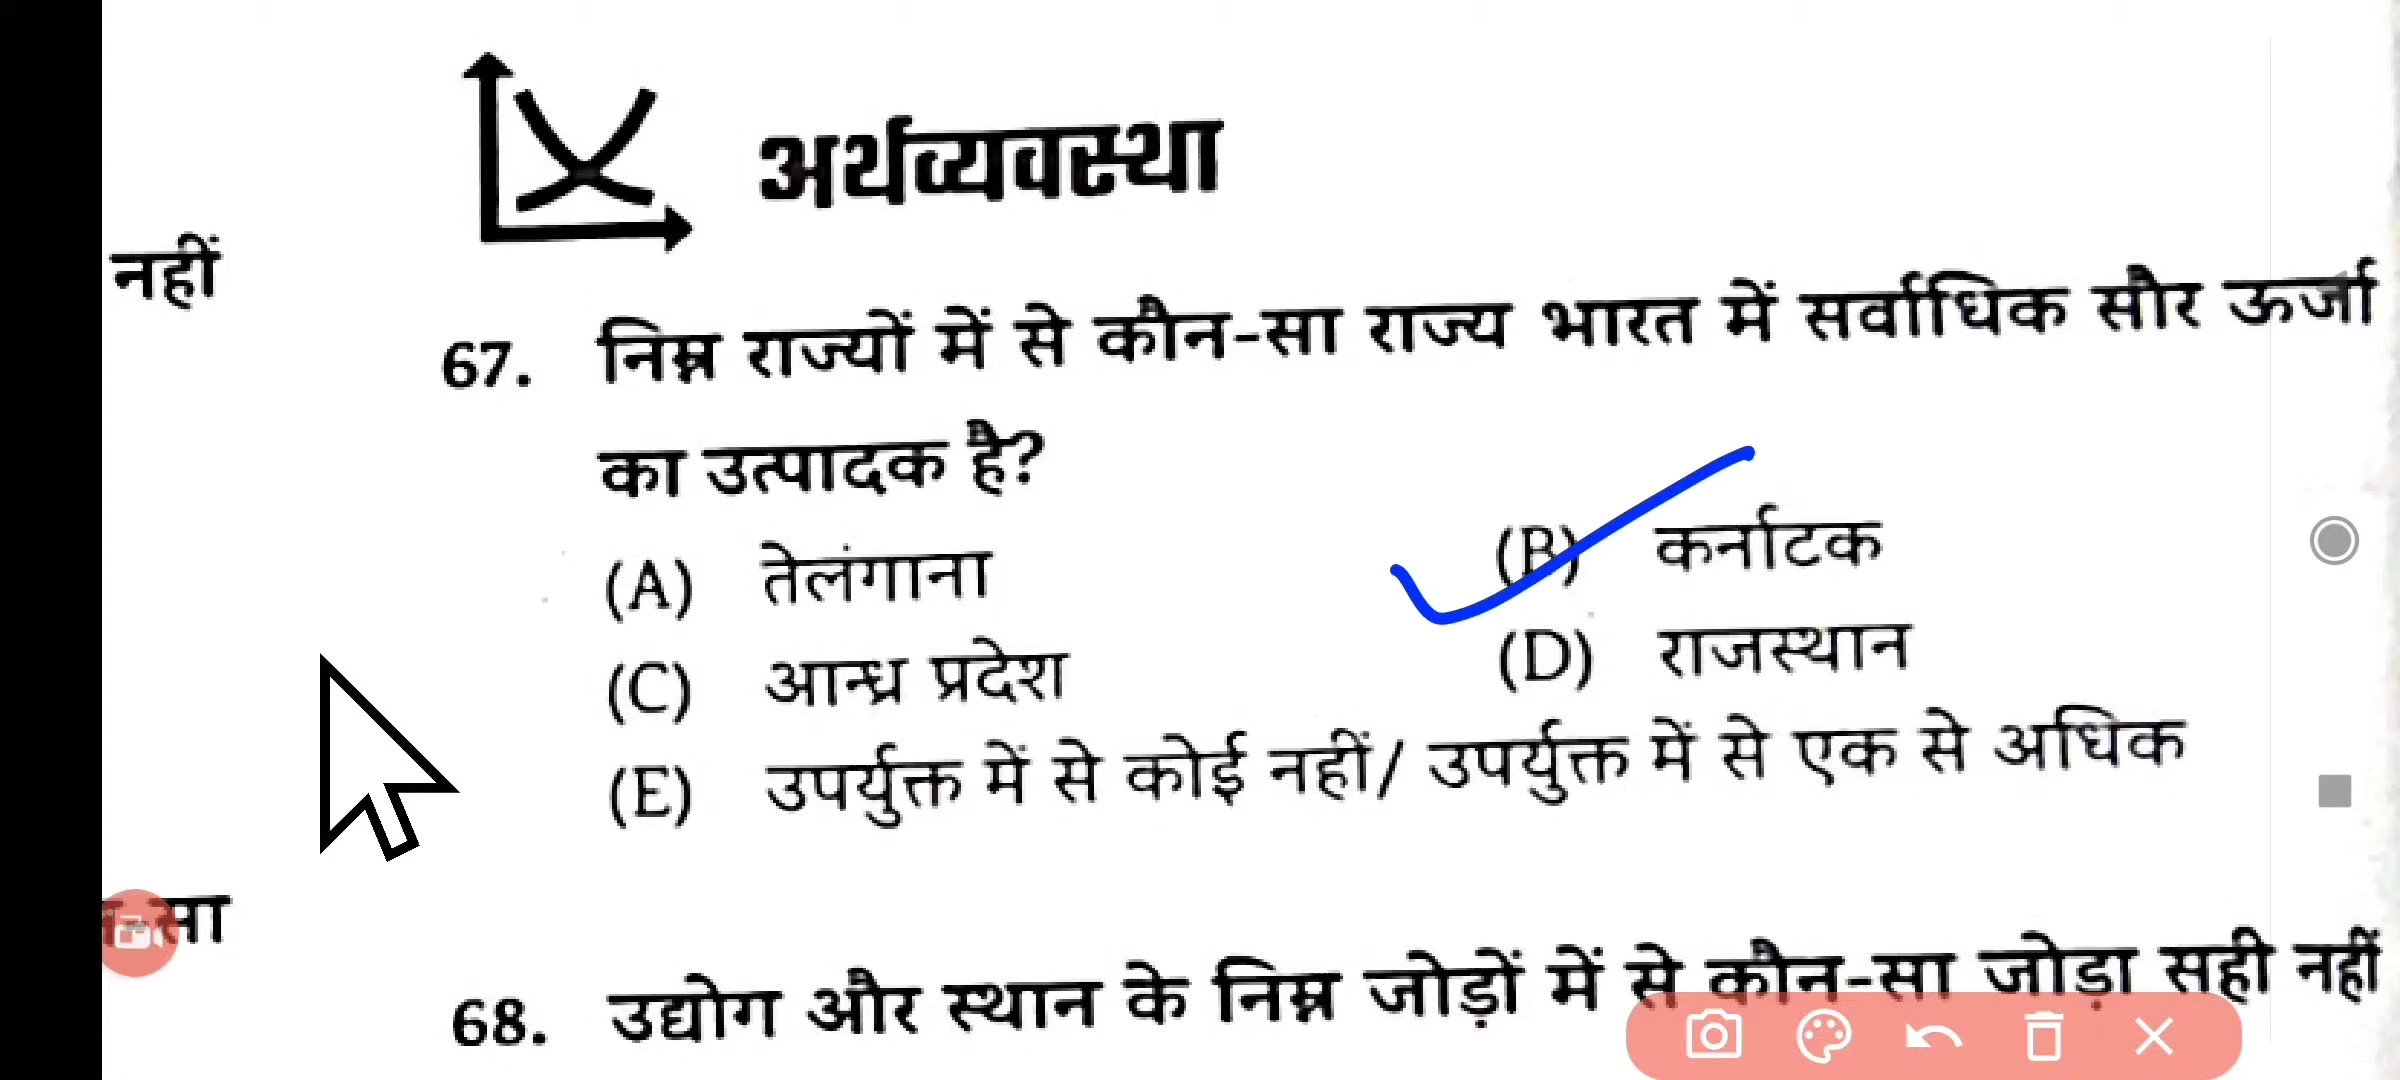 अर्थव्यवस्था
नहीं
67. निम्न राज्यों में से कौन-सा राज्य भारत में सर्वाधिक सौर ऊर्जा
का उत्पादक है?
(A) तेलंगाना (B) कर्नाटक
(C) आन्ध्र प्रदेश (D) राजस्थान
(E) उपर्युक्त में से कोई नहीं/ उपर्युक्त में से एक से अधिक
सा
68. उद्योग और स्थान के निम्न जोड़ों में से कौन-सा जोड़ा सही नहीं